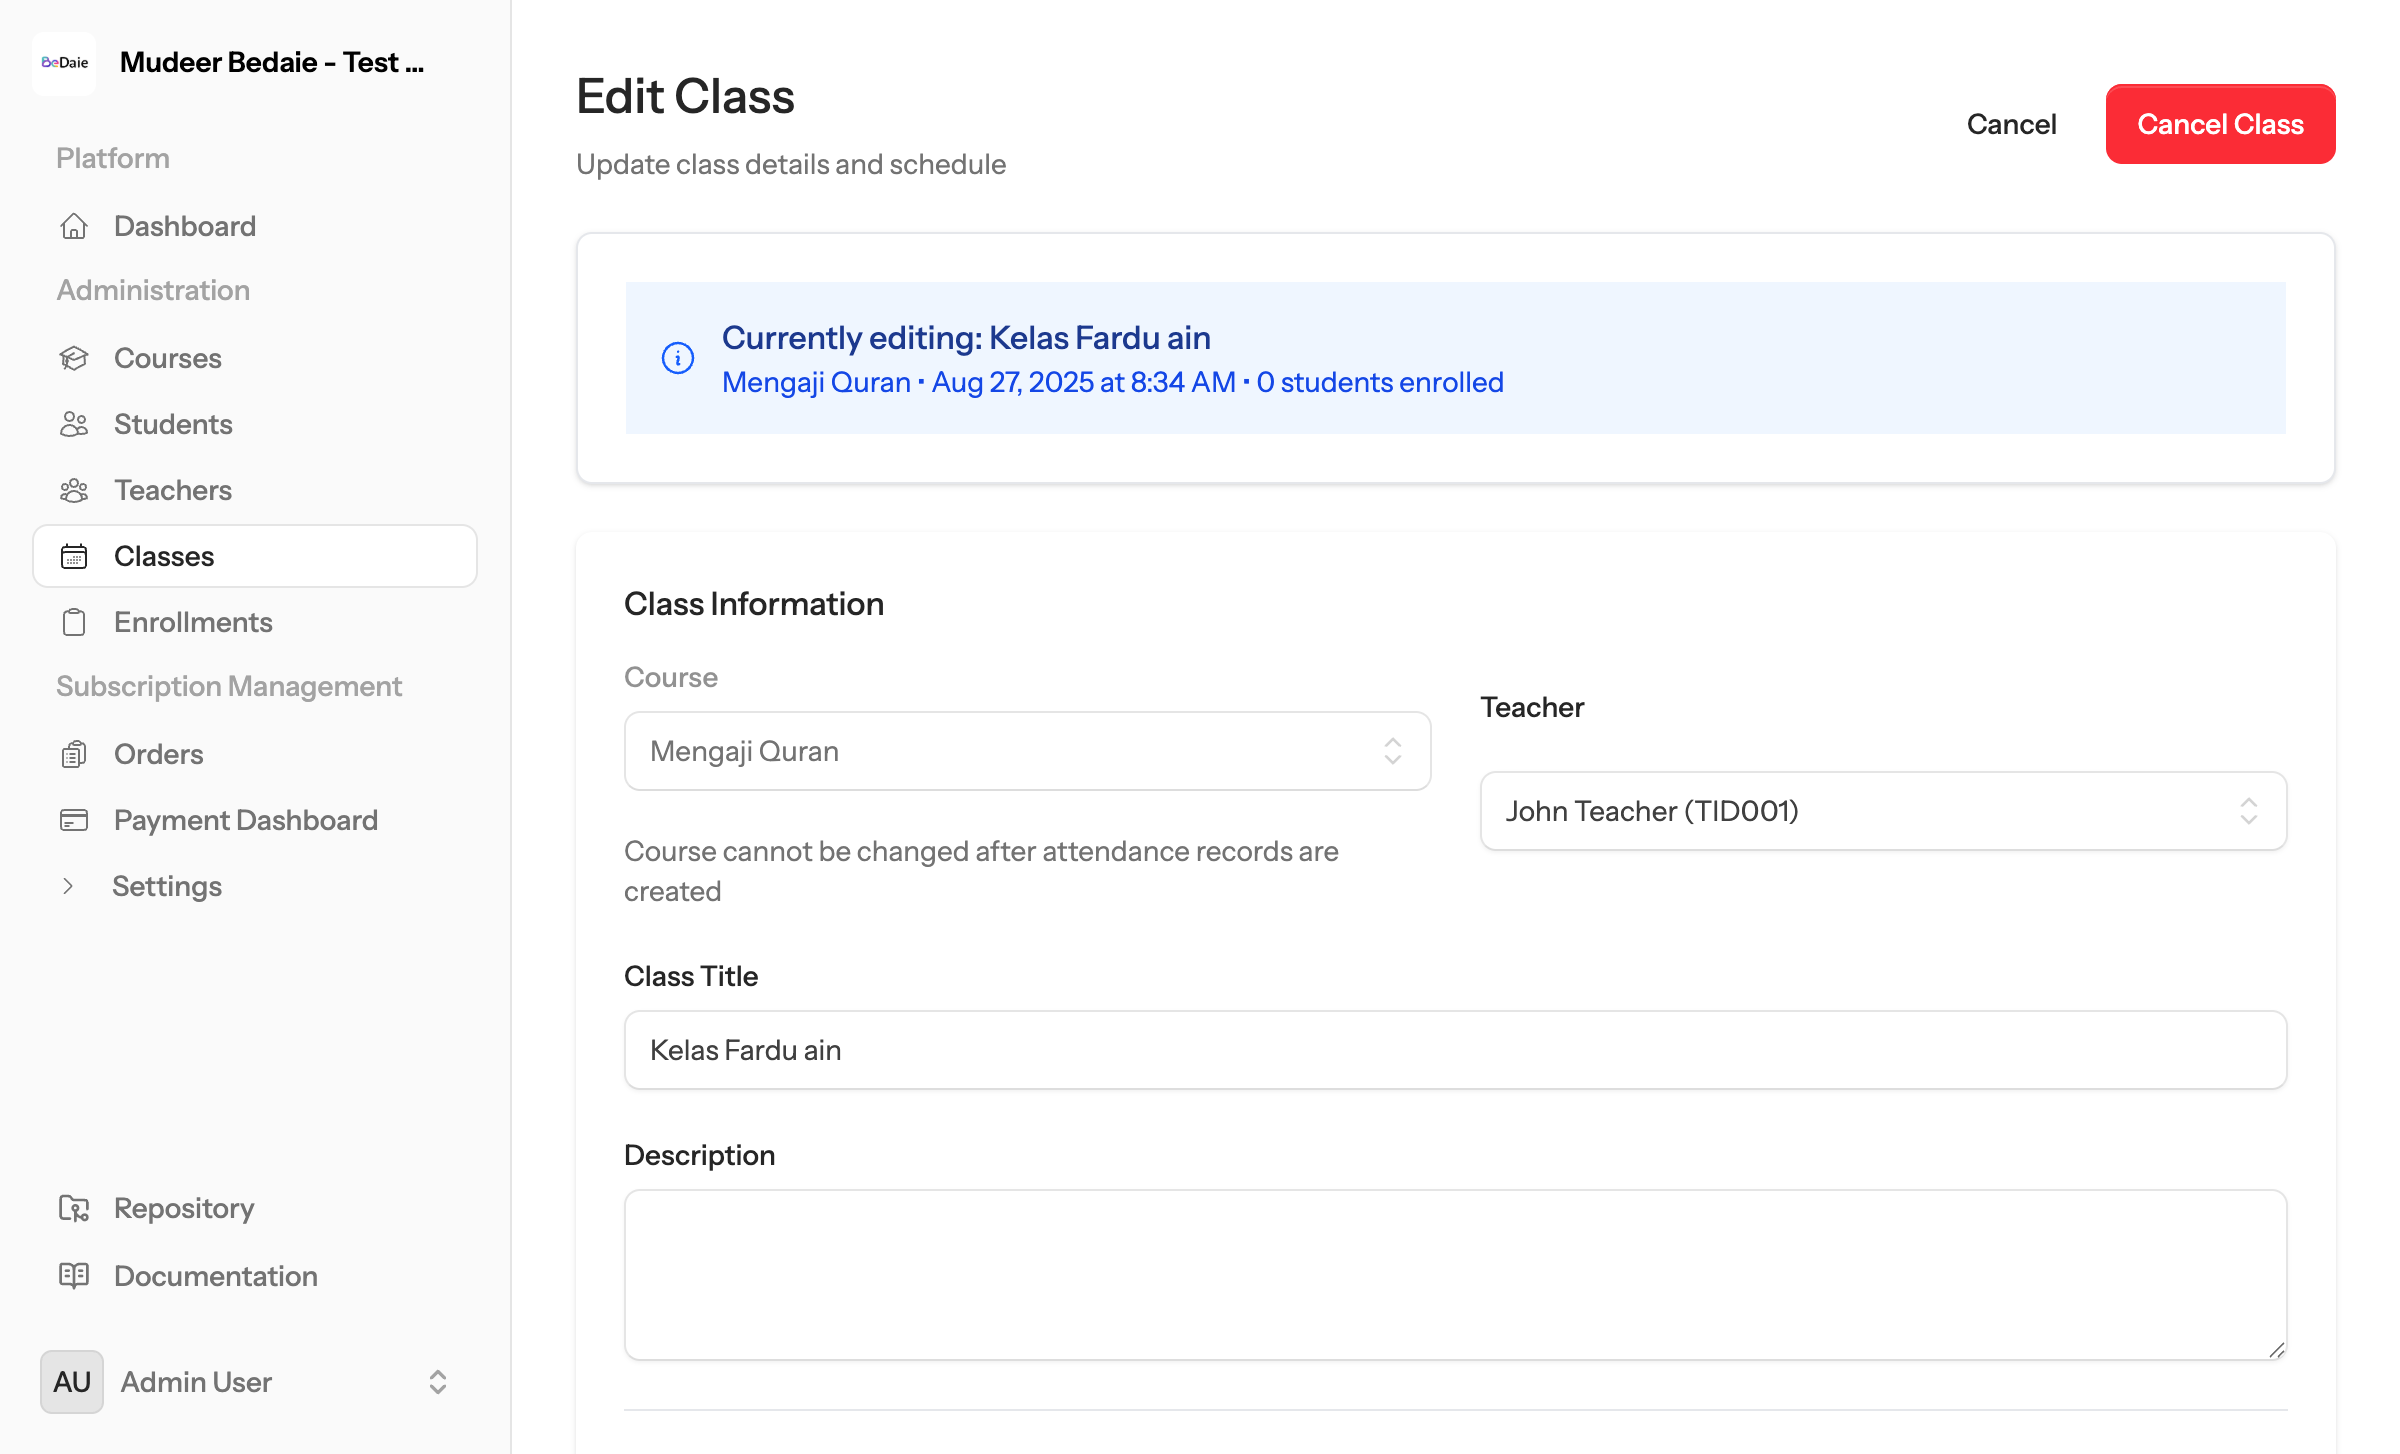 BeDaie
Mudeer Bedaie - Test ...
Platform
Dashboard
Administration
Courses
Students
Teachers
Classes
Enrollments
Subscription Management
Orders
Payment Dashboard
Settings
Repository
Documentation
AU
Admin User
Edit Class
Update class details and schedule
Cancel
Cancel Class
Currently editing: Kelas Fardu ain
Mengaji Quran • Aug 27, 2025 at 8:34 AM • 0 students enrolled
Class Information
Course
Mengaji Quran
Course cannot be changed after attendance records are
created
Teacher
John Teacher (TID001)
Class Title
Kelas Fardu ain
Description